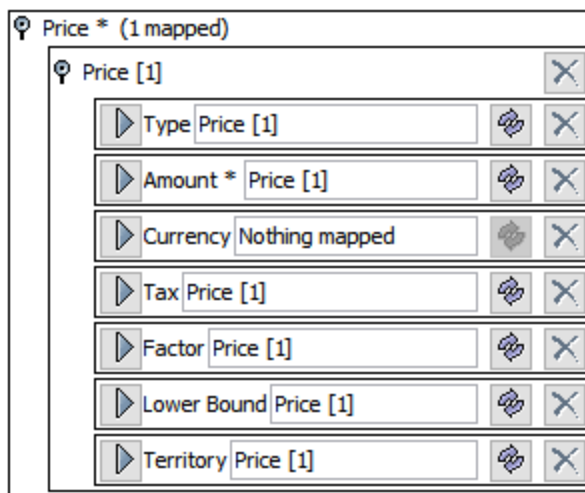 Price * (1 mapped)
Price [1]
Type Price [1]
Amount * Price [1]
Currency Nothing mapped
Tax Price [1]
Factor Price [1]
Lower Bound Price [1]
Territory Price [1]